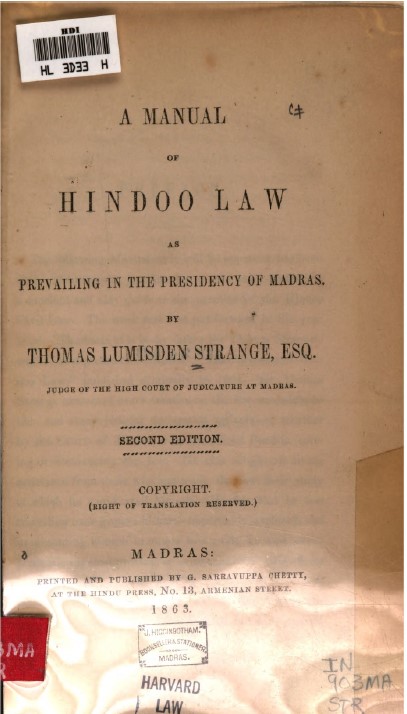 HDI
HL 3D33 H
A MANUAL
OF
HINDOO LAW
AS
PREVAILING IN THE PRESIDENCY OF MADRAS.
BY
THOMAS LUMISDEN STRANGE, ESQ.
JUDGE OF THE HIGH COURT OF JUDICATURE AT MADRAS.
SECOND EDITION.
COPYRIGHT.
(RIGHT OF TRANSLATION RESERVED.)
MADRAS:
PRINTED AND PUBLISHED BY G. SARRAVUPPA CHETTY,
AT THE HINDU PRESS, No. 13, ARMENIAN STREET.
1863.
J. HIGGINBOTHAM.
BOOKSELLER & STATIONER.
MADRAS.
HARVARD
LAW
3MA
R
IN
903MA
STR